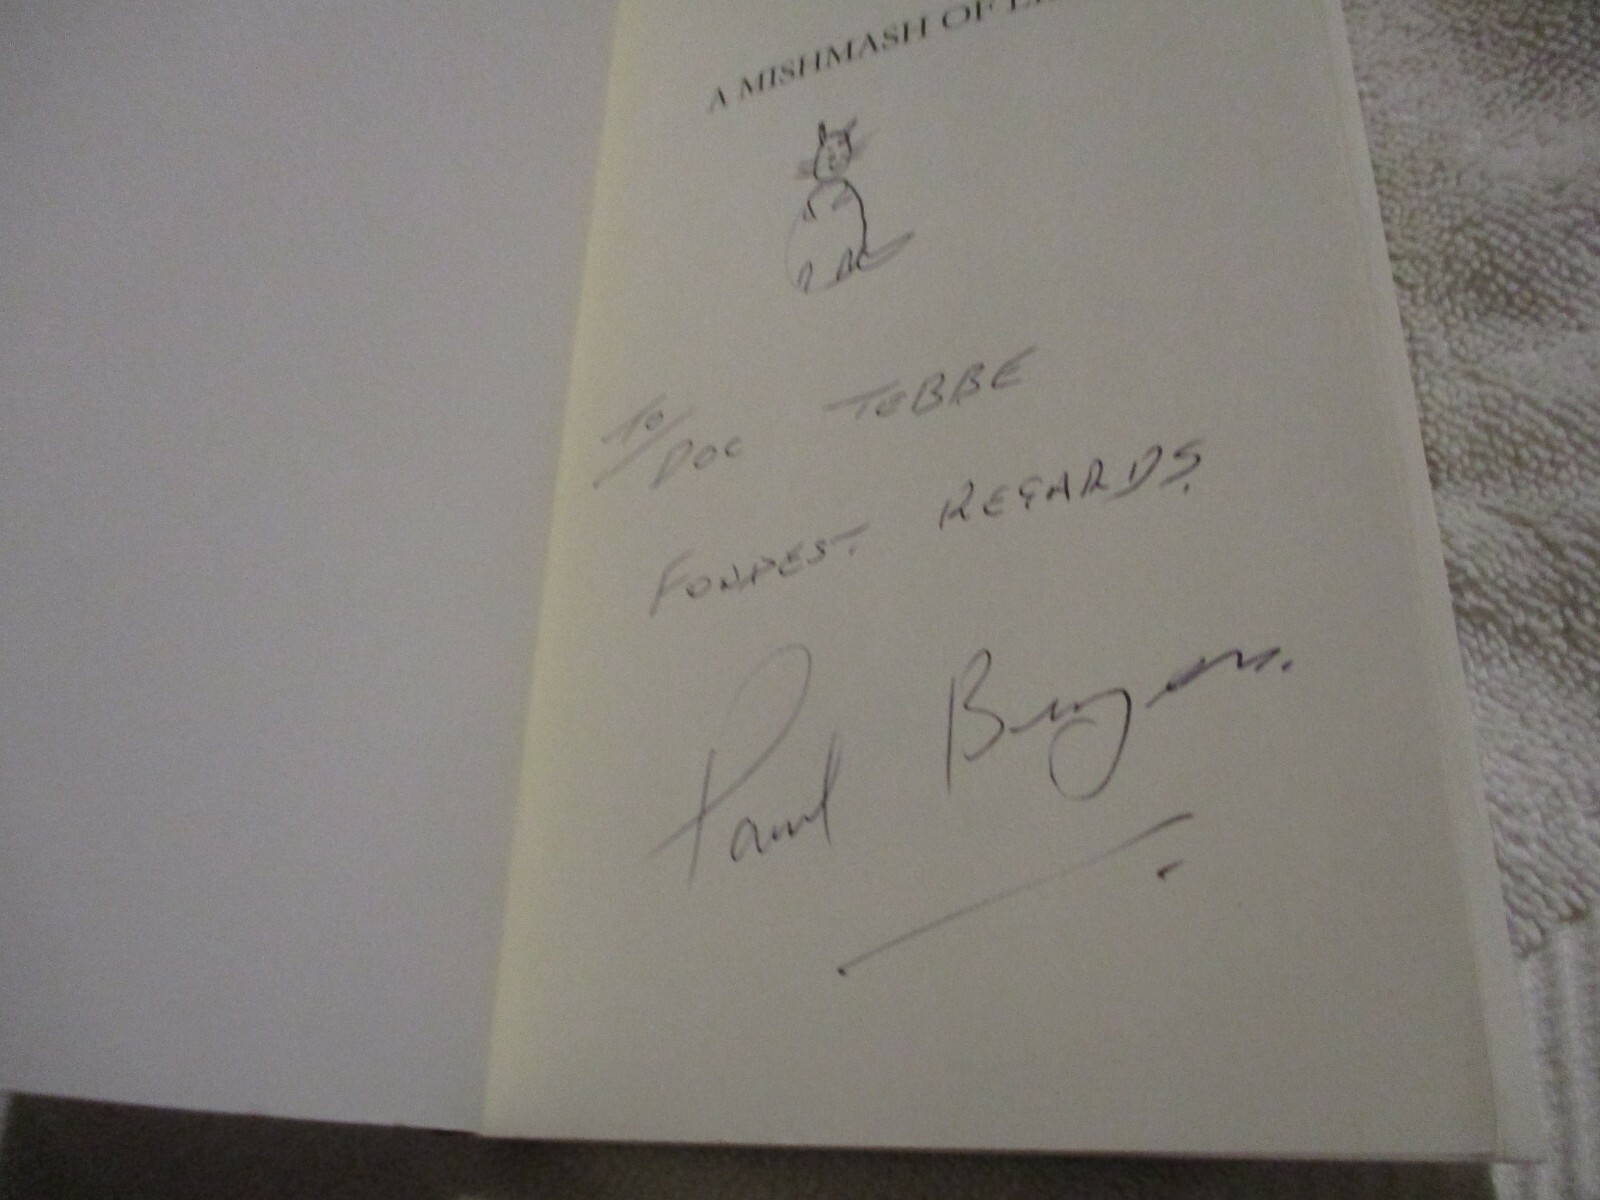 A MISHMASH OF
TO
DOC TEBBE
FONDEST REGARDS.
Paul